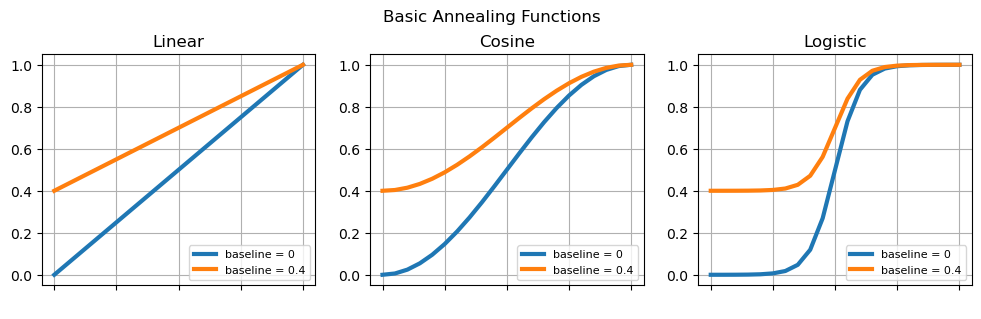 Basic Annealing Functions
Linear
1.0
0.8
0.6
0.4
0.2
0.0
baseline = 0
baseline = 0.4
Cosine
1.0
0.8
0.6
0.4
0.2
0.0
baseline = 0
baseline = 0.4
Logistic
1.0
0.8
0.6
0.4
0.2
0.0
baseline = 0
baseline = 0.4